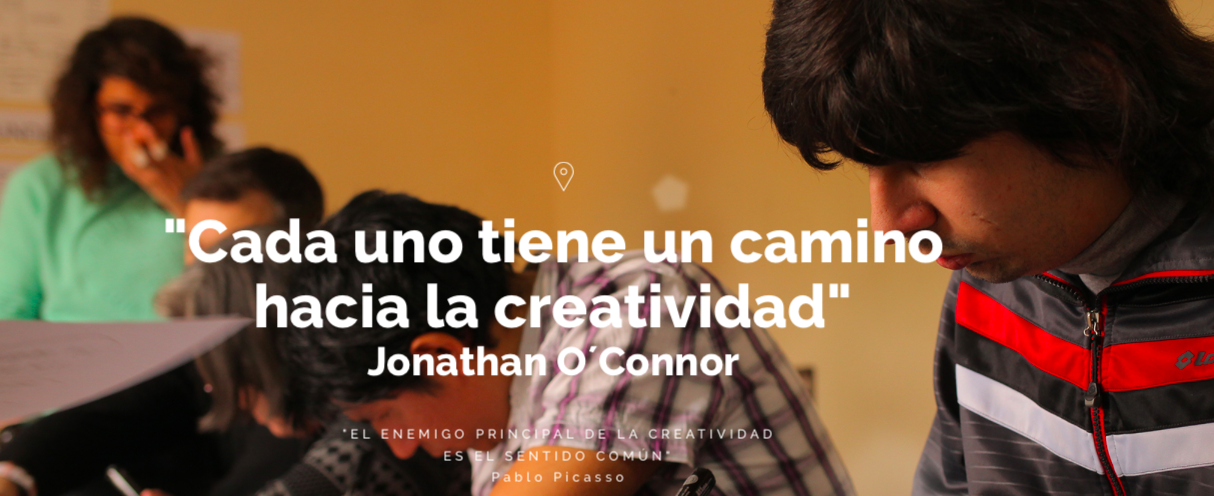 "Cada uno tiene un camino
hacia la creatividad"
Jonathan O´Connor
"EL ENEMIGO PRINCIPAL DE LA CREATIVIDAD
ES EL SENTIDO COMÚN"
Pablo Picasso